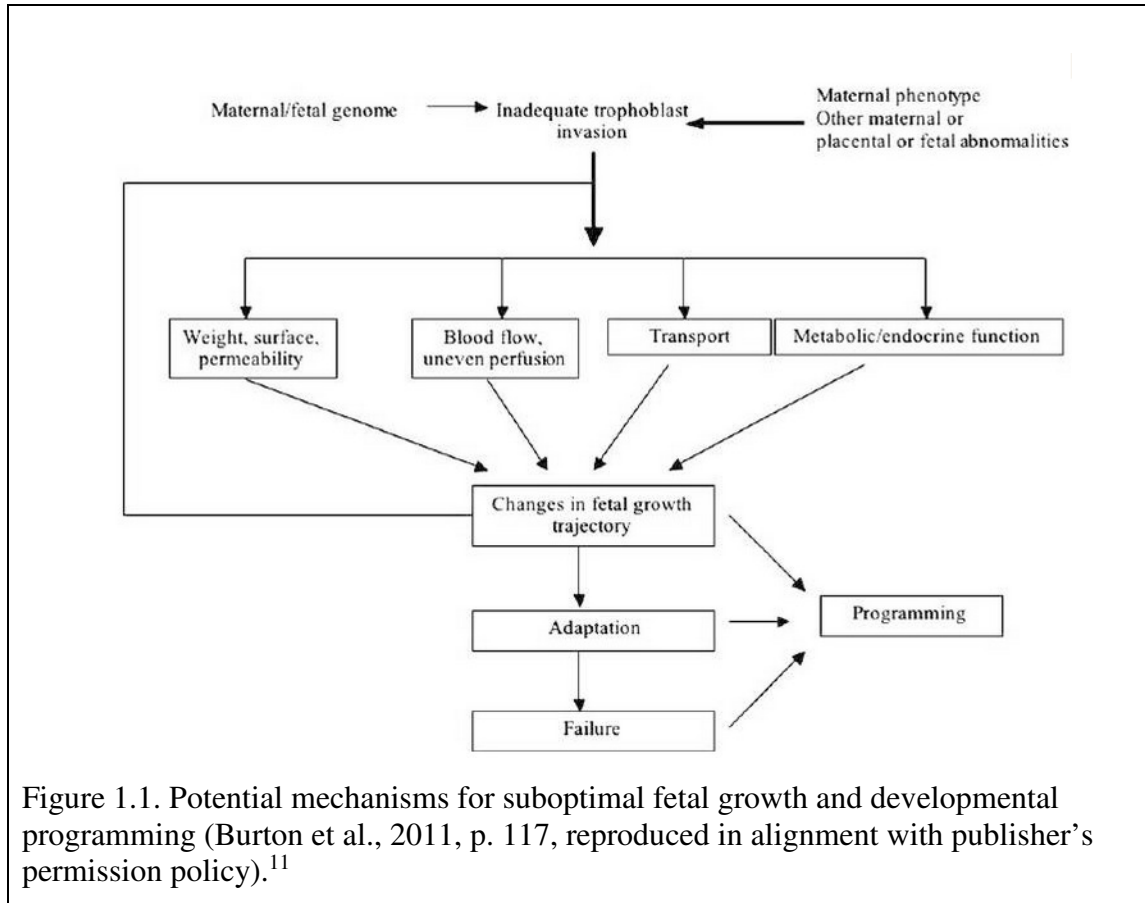 Maternal/fetal genome
Inadequate trophoblast
invasion
Maternal phenotype
Other maternal or
placental or fetal abnormalities
Weight, surface,
permeability
Blood flow,
uneven perfusion
Transport
Metabolic/endocrine function
Changes in fetal growth
trajectory
Adaptation
Programming
Failure
Figure 1.1. Potential mechanisms for suboptimal fetal growth and developmental
programming (Burton et al., 2011, p. 117, reproduced in alignment with publisher’s
permission policy).¹¹